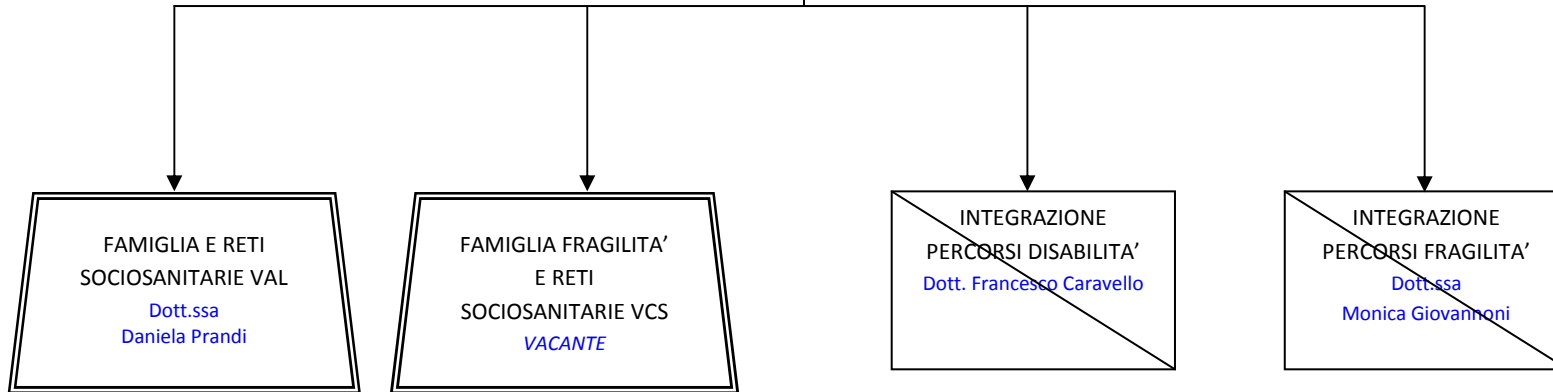 FAMIGLIA E RETI
SOCIOSANITARIE VAL
Dott.ssa
Daniela Prandi
FAMIGLIA FRAGILITA’
E RETI
SOCIOSANITARIE VCS
VACANTE
INTEGRAZIONE
PERCORSI DISABILITA’
Dott. Francesco Caravello
INTEGRAZIONE
PERCORSI FRAGILITA’
Dott.ssa
Monica Giovannoni